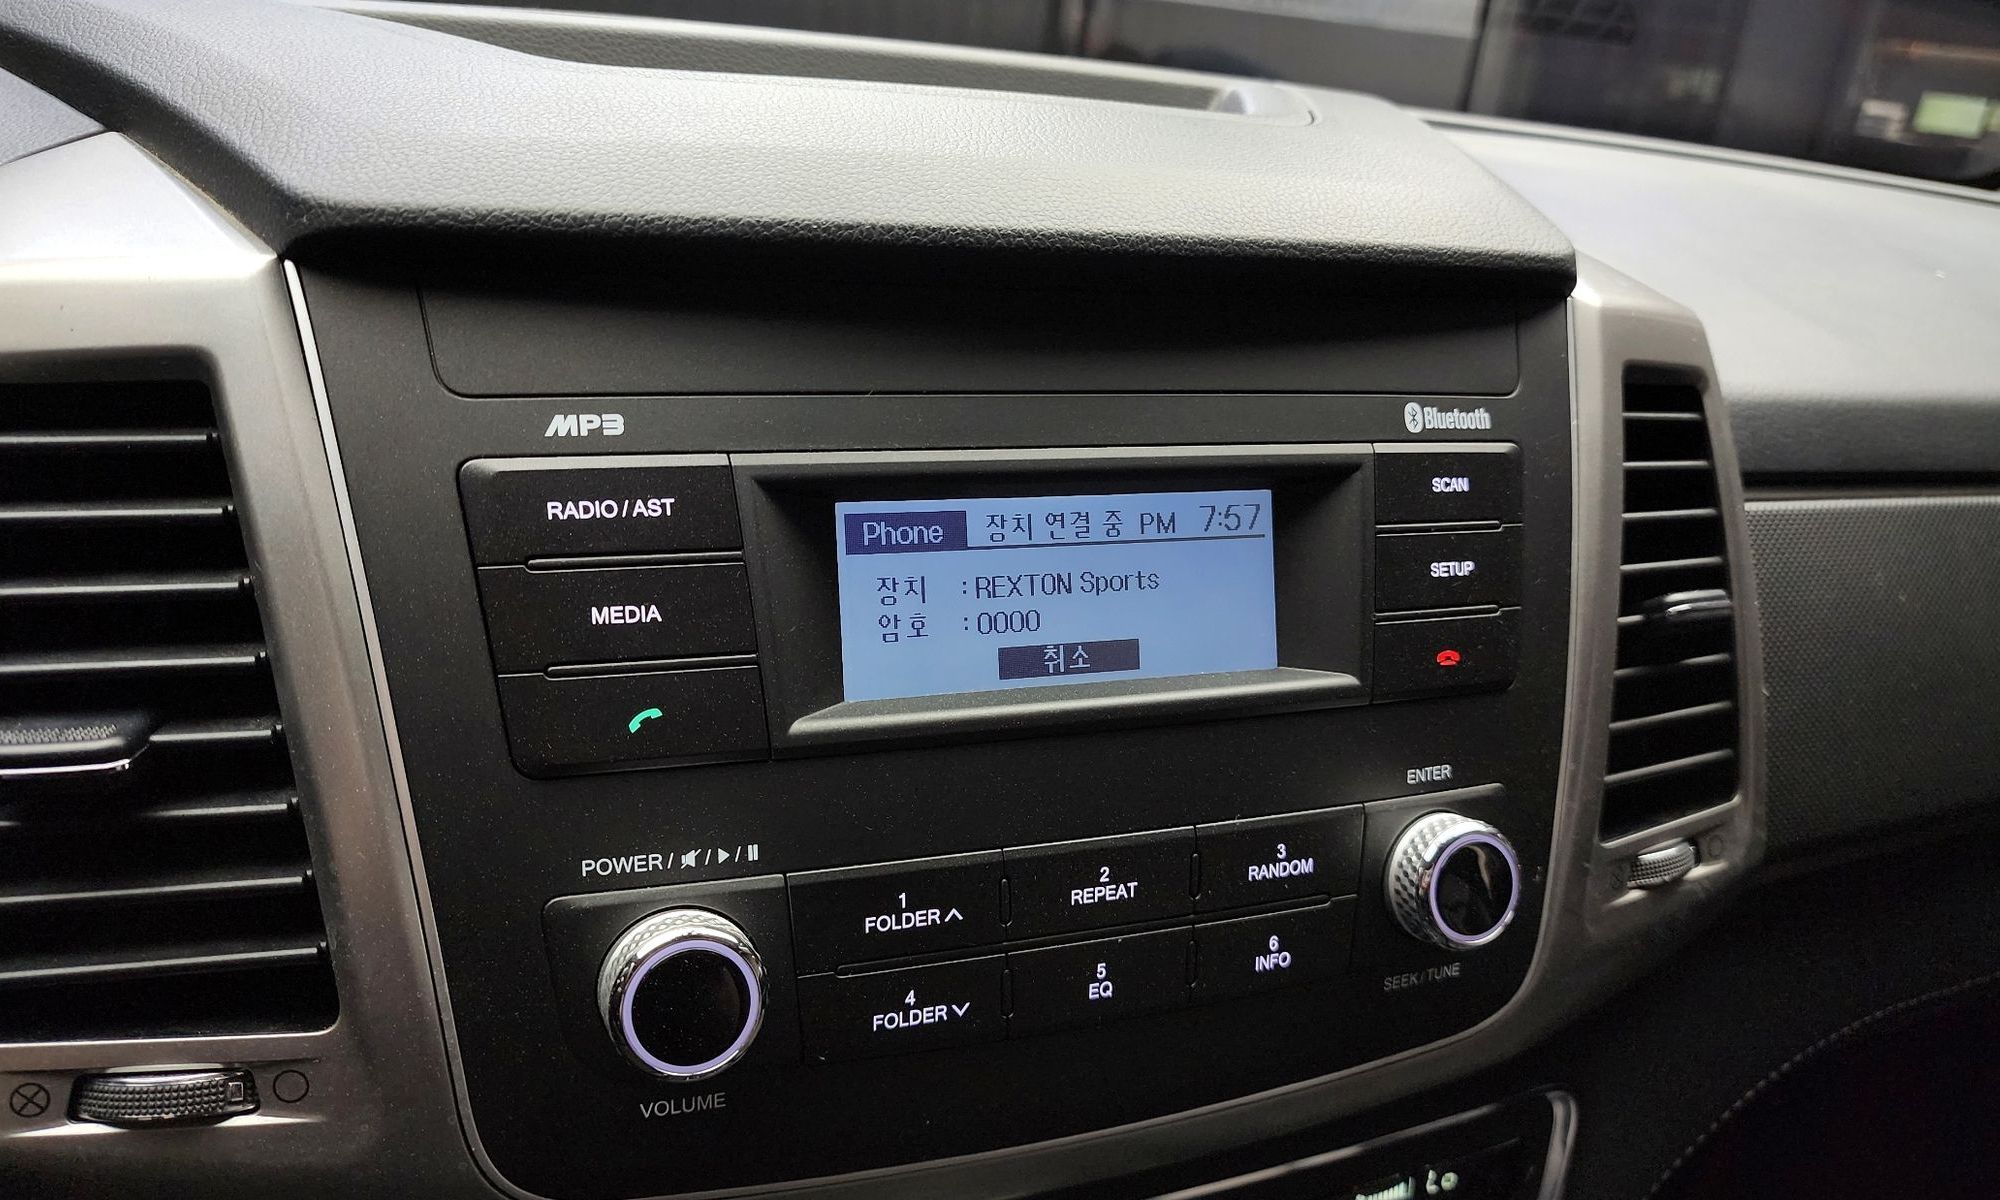 MP3
Bluetooth
RADIO / AST
MEDIA
Phone 장치 연결 중 PM 7:57
장치 : REXTON Sports
암호 : 0000
취소
SCAN
SETUP
ENTER
POWER / / /
1
FOLDER
2
REPEAT
3
RANDOM
4
FOLDER
5
EQ
6
INFO
VOLUME
SEEK / TUNE